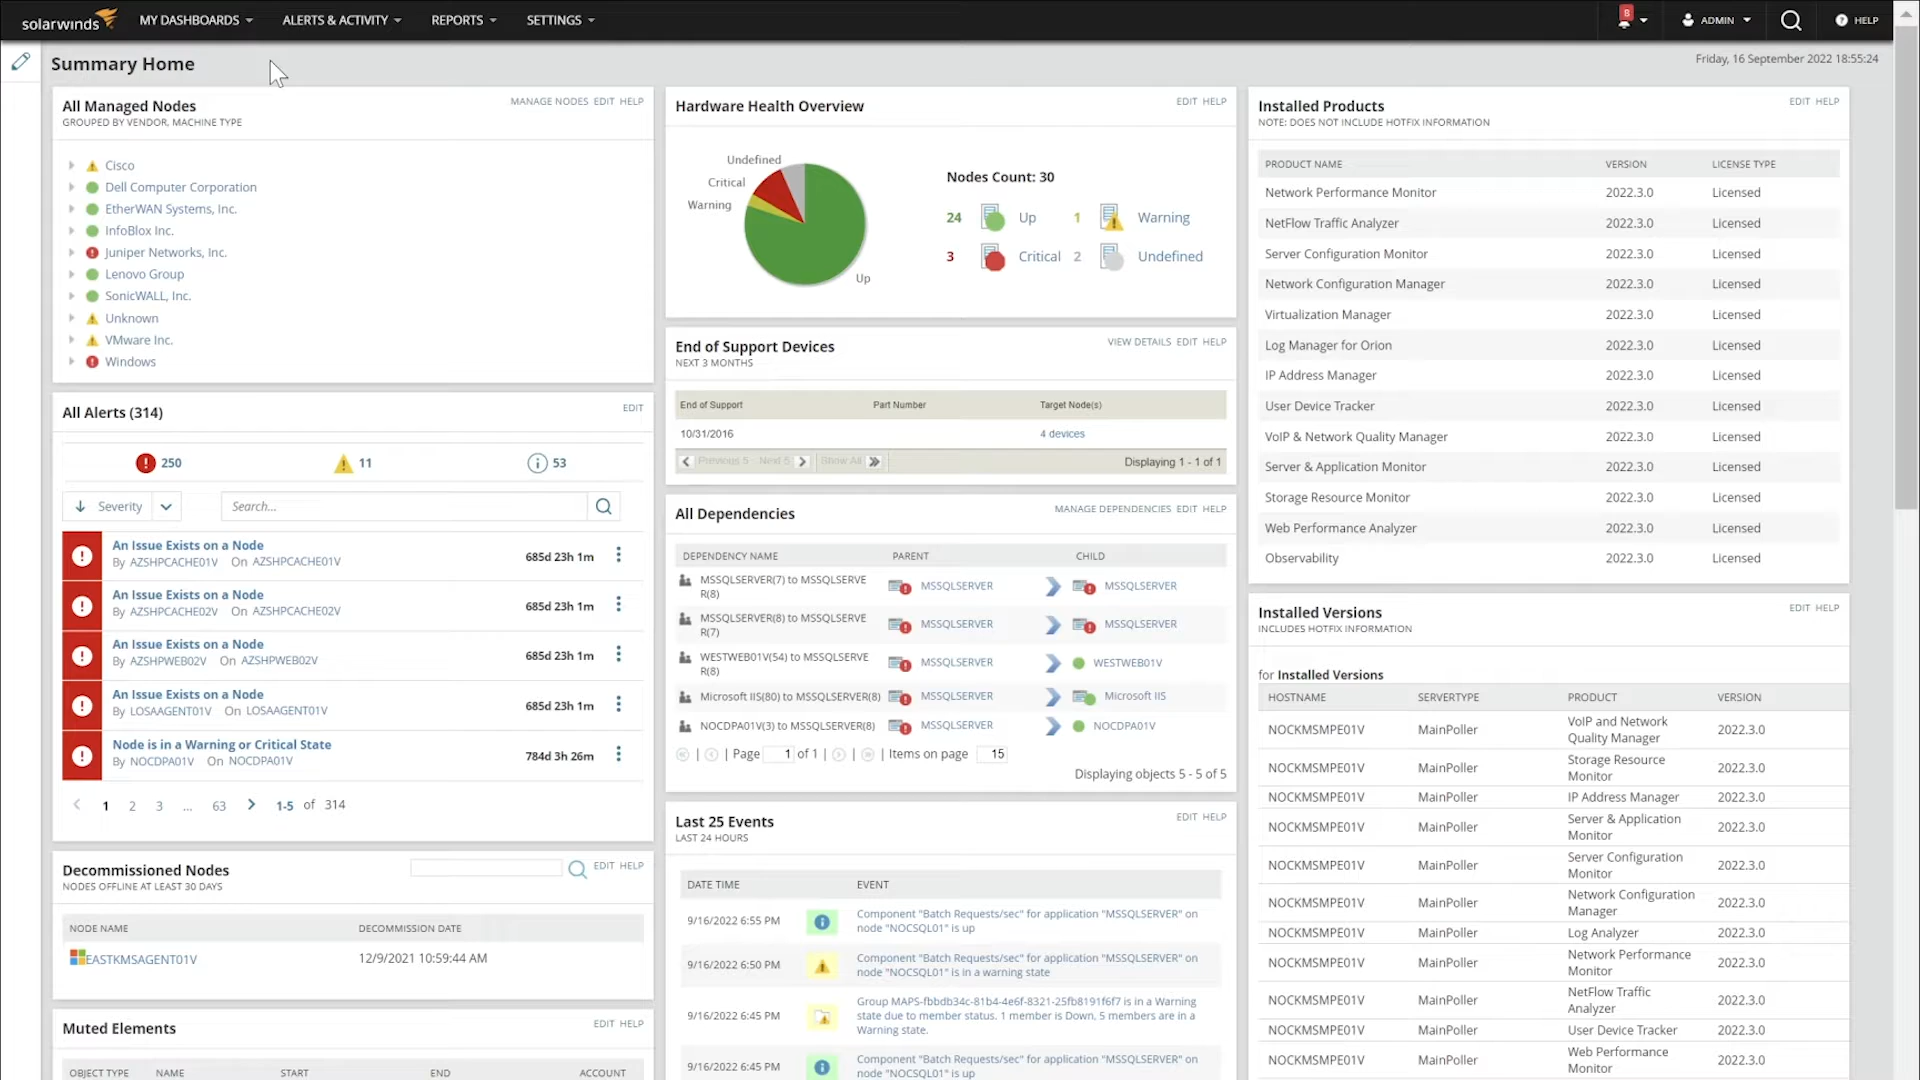 solarwinds MY DASHBOARDS ALERTS & ACTIVITY REPORTS SETTINGS 8 ADMIN HELP
Summary Home
Friday, 16 September 2022 18:55:24
All Managed Nodes
MANAGE NODES EDIT HELP
GROUPED BY VENDOR, MACHINE TYPE
Cisco
Dell Computer Corporation
EtherWAN Systems, Inc.
InfoBlox Inc.
Juniper Networks, Inc.
Lenovo Group
SonicWALL, Inc.
Unknown
VMware Inc.
Windows
All Alerts (314)
EDIT
250 11 53
Severity Search...
An Issue Exists on a Node
By AZSHPCACHE01V On AZSHPCACHE01V
685d 23h 1m
An Issue Exists on a Node
By AZSHPCACHE02V On AZSHPCACHE02V
685d 23h 1m
An Issue Exists on a Node
By AZSHPWEB02V On AZSHPWEB02V
685d 23h 1m
An Issue Exists on a Node
By LOSAAGENT01V On LOSAAGENT01V
685d 23h 1m
Node is in a Warning or Critical State
By NOCDPA01V On NOCDPA01V
784d 3h 26m
1 2 3 ... 63 1-5 of 314
Decommissioned Nodes
EDIT HELP
NODES OFFLINE AT LEAST 30 DAYS
NODE NAME DECOMMISSION DATE
EASTKMSAGENT01V 12/9/2021 10:59:44 AM
Muted Elements
EDIT HELP
OBJECT TYPE NAME START END ACCOUNT
Hardware Health Overview
EDIT HELP
Undefined
Critical
Warning
Up
Nodes Count: 30
24 Up 1 Warning
3 Critical 2 Undefined
End of Support Devices
VIEW DETAILS EDIT HELP
NEXT 3 MONTHS
End of Support Part Number Target Node(s)
10/31/2016 4 devices
Previous 5 - Next 5 Show All Displaying 1 - 1 of 1
All Dependencies
MANAGE DEPENDENCIES EDIT HELP
DEPENDENCY NAME PARENT CHILD
MSSQLSERVER(7) to MSSQLSERVE
R(8)
MSSQLSERVER MSSQLSERVER
MSSQLSERVER(8) to MSSQLSERVE
R(7)
MSSQLSERVER MSSQLSERVER
WESTWEB01V(54) to MSSQLSERVE
R(8)
MSSQLSERVER WESTWEB01V
Microsoft IIS(80) to MSSQLSERVER(8) MSSQLSERVER Microsoft IIS
NOCDPA01V(3) to MSSQLSERVER(8) MSSQLSERVER NOCDPA01V
| | Page 1 of 1 | | Items on page 15
Displaying objects 5 - 5 of 5
Last 25 Events
EDIT HELP
LAST 24 HOURS
DATE TIME EVENT
9/16/2022 6:55 PM
Component "Batch Requests/sec" for application "MSSQLSERVER" on
node "NOCSQL01" is up
9/16/2022 6:50 PM
Component "Batch Requests/sec" for application "MSSQLSERVER" on
node "NOCSQL01" is in a warning state
9/16/2022 6:45 PM
Group MAPS-fbbdb34c-81b4-4e6f-8321-25fb8191f6f7 is in a Warning
state due to member status. 1 member is Down, 5 members are in a
Warning state.
9/16/2022 6:45 PM
Component "Batch Requests/sec" for application "MSSQLSERVER" on
node "NOCSQL01" is up
Installed Products
EDIT HELP
NOTE: DOES NOT INCLUDE HOTFIX INFORMATION
PRODUCT NAME VERSION LICENSE TYPE
Network Performance Monitor 2022.3.0 Licensed
NetFlow Traffic Analyzer 2022.3.0 Licensed
Server Configuration Monitor 2022.3.0 Licensed
Network Configuration Manager 2022.3.0 Licensed
Virtualization Manager 2022.3.0 Licensed
Log Manager for Orion 2022.3.0 Licensed
IP Address Manager 2022.3.0 Licensed
User Device Tracker 2022.3.0 Licensed
VoIP & Network Quality Manager 2022.3.0 Licensed
Server & Application Monitor 2022.3.0 Licensed
Storage Resource Monitor 2022.3.0 Licensed
Web Performance Analyzer 2022.3.0 Licensed
Observability 2022.3.0 Licensed
Installed Versions
EDIT HELP
INCLUDES HOTFIX INFORMATION
for Installed Versions
HOSTNAME SERVERTYPE PRODUCT VERSION
NOCKMSMPE01V MainPoller VoIP and Network
Quality Manager 2022.3.0
NOCKMSMPE01V MainPoller Storage Resource
Monitor 2022.3.0
NOCKMSMPE01V MainPoller IP Address Manager 2022.3.0
NOCKMSMPE01V MainPoller Server & Application
Monitor 2022.3.0
NOCKMSMPE01V MainPoller Server Configuration
Monitor 2022.3.0
NOCKMSMPE01V MainPoller Network Configuration
Manager 2022.3.0
NOCKMSMPE01V MainPoller Log Analyzer 2022.3.0
NOCKMSMPE01V MainPoller Network Performance
Monitor 2022.3.0
NOCKMSMPE01V MainPoller NetFlow Traffic
Analyzer 2022.3.0
NOCKMSMPE01V MainPoller User Device Tracker 2022.3.0
NOCKMSMPE01V MainPoller Web Performance
Monitor 2022.3.0